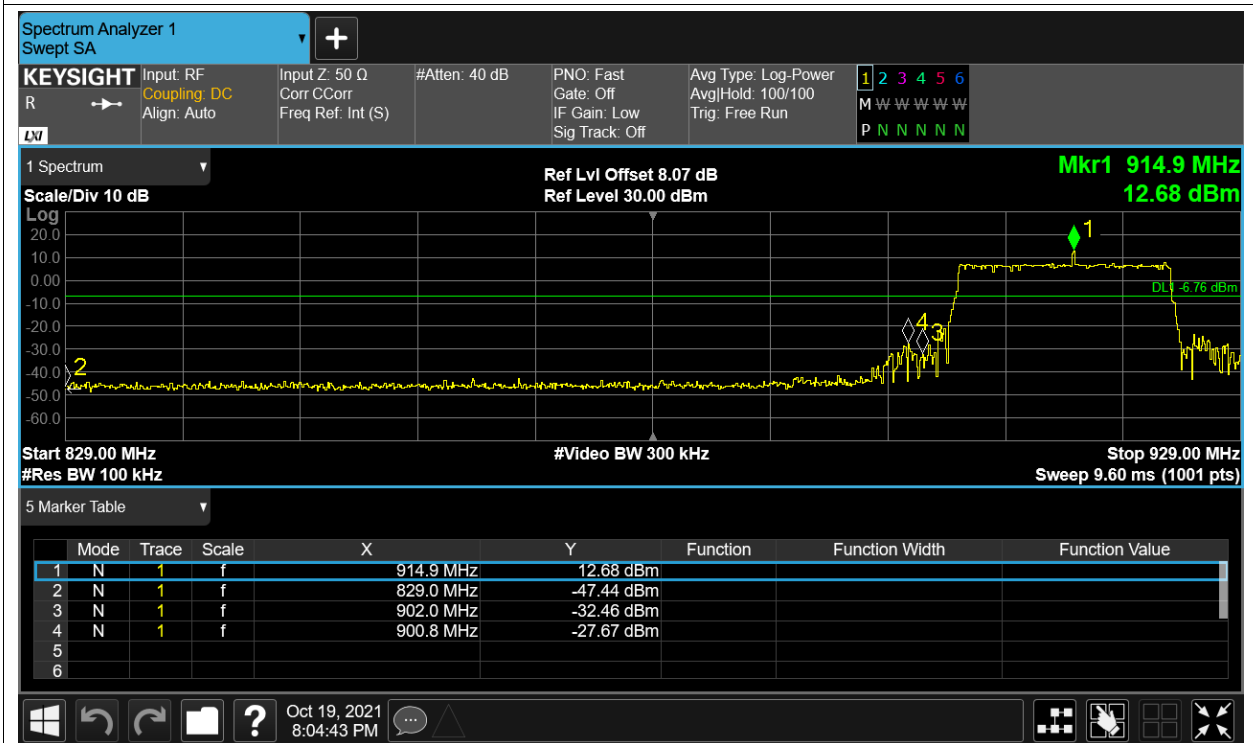 Spectrum Analyzer 1
Swept SA
KEYSIGHT
R
LXI
Input: RF
Coupling: DC
Align: Auto
Input Z: 50 Ω
Corr CCorr
Freq Ref: Int (S)
#Atten: 40 dB
PNO: Fast
Gate: Off
IF Gain: Low
Sig Track: Off
Avg Type: Log-Power
Avg|Hold: 100/100
Trig: Free Run
1 2 3 4 5 6
M W W W W W
P N N N N N
1 Spectrum
Scale/Div 10 dB
Ref Lvl Offset 8.07 dB
Ref Level 30.00 dBm
Mkr1 914.9 MHz
12.68 dBm
Log
20.0
10.0
0.00
-10.0
-20.0
-30.0
-40.0
-50.0
-60.0
1
DL1 -6.76 dBm
4
3
2
Start 829.00 MHz
#Video BW 300 kHz
Stop 929.00 MHz
#Res BW 100 kHz
Sweep 9.60 ms (1001 pts)
5 Marker Table
Mode Trace Scale X Y Function Function Width Function Value
1 N 1 f 914.9 MHz 12.68 dBm
2 N 1 f 829.0 MHz -47.44 dBm
3 N 1 f 902.0 MHz -32.46 dBm
4 N 1 f 900.8 MHz -27.67 dBm
5
6
?
Oct 19, 2021
8:04:43 PM